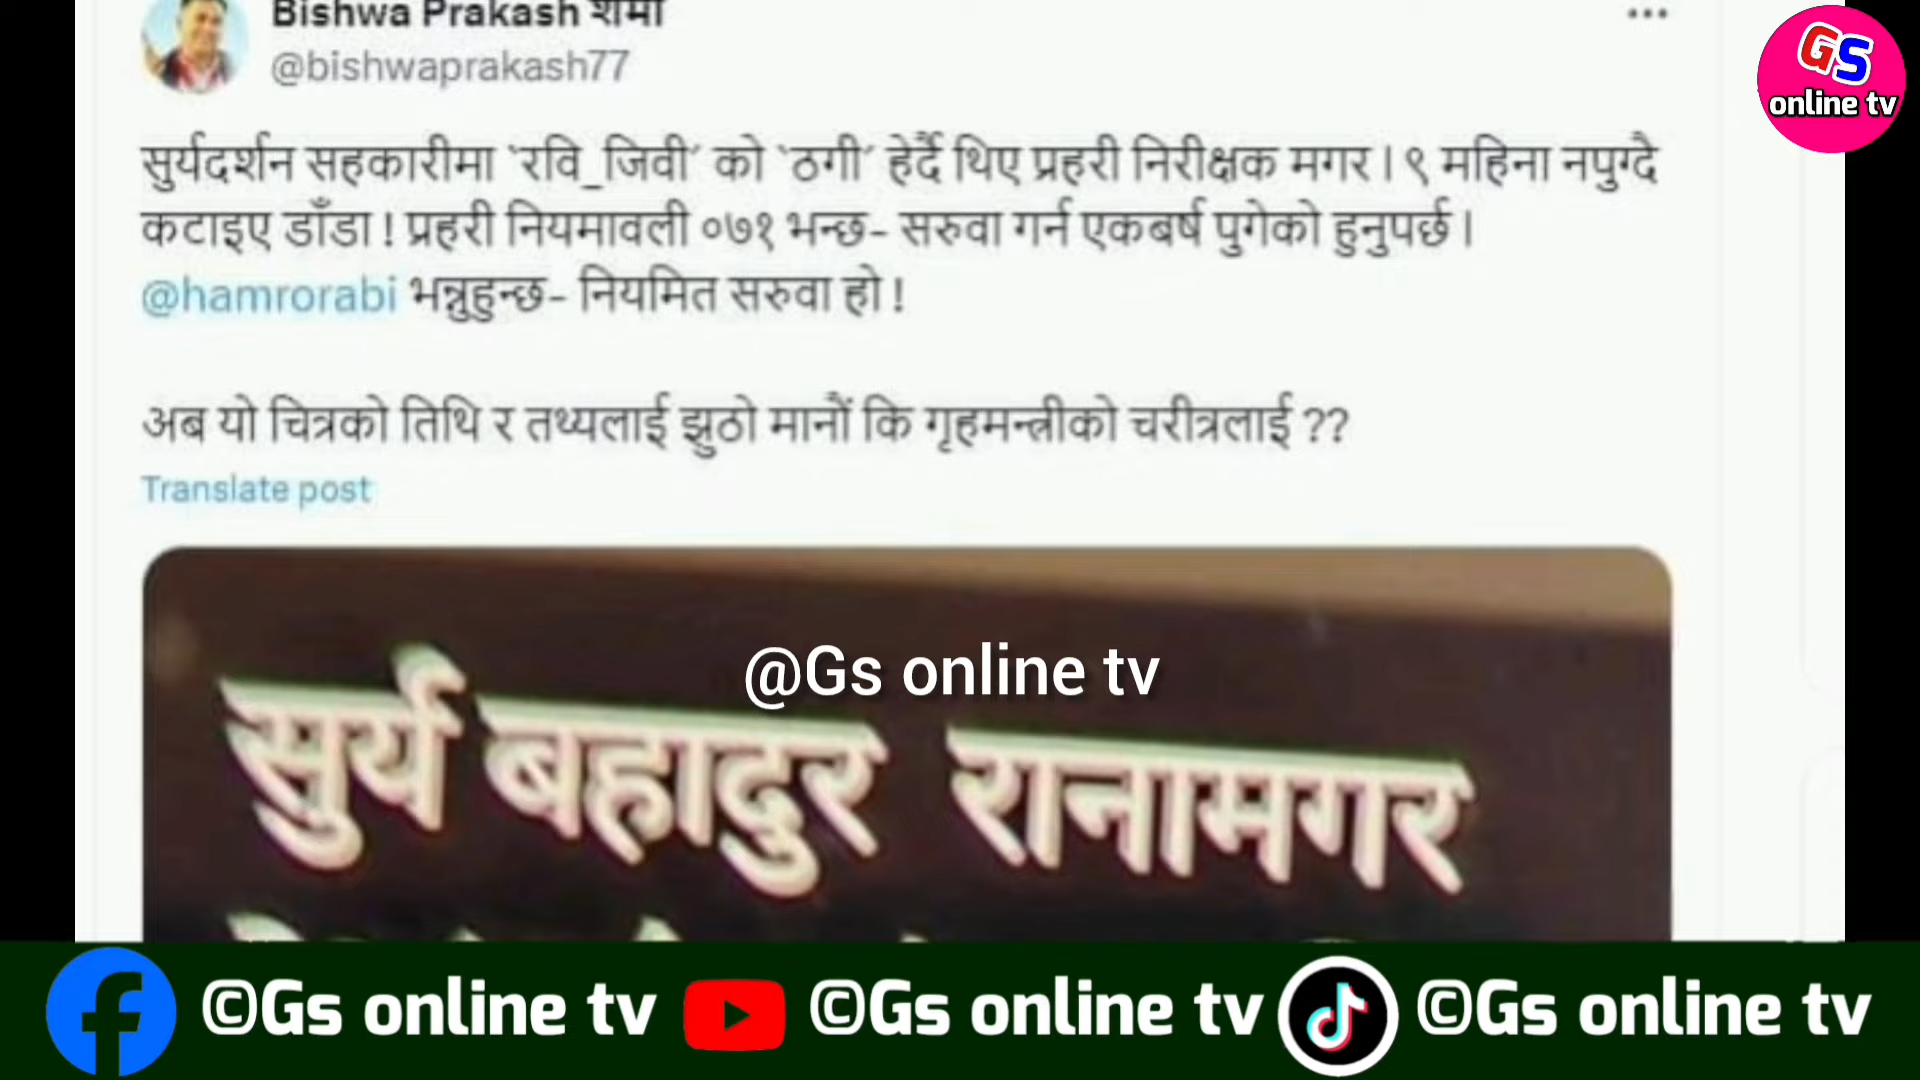 Bishwa Prakash शर्मा
@bishwaprakash77
GS
online tv
सुर्यदर्शन सहकारीमा `रवि_जिवी´ को `ठगी´ हेर्दै थिए प्रहरी निरीक्षक मगर । ९ महिना नपुग्दै
कटाइए डाँडा ! प्रहरी नियमावली ०७१ भन्छ- सरुवा गर्न एकबर्ष पुगेको हुनुपर्छ ।
@hamrorabi भन्नुहुन्छ- नियमित सरुवा हो !
अब यो चित्रको तिथि र तथ्यलाई झुठो मानौं कि गृहमन्त्रीको चरीत्रलाई ??
Translate post
@Gs online tv
सुर्य बहादुर रानामगर
©Gs online tv ©Gs online tv ©Gs online tv